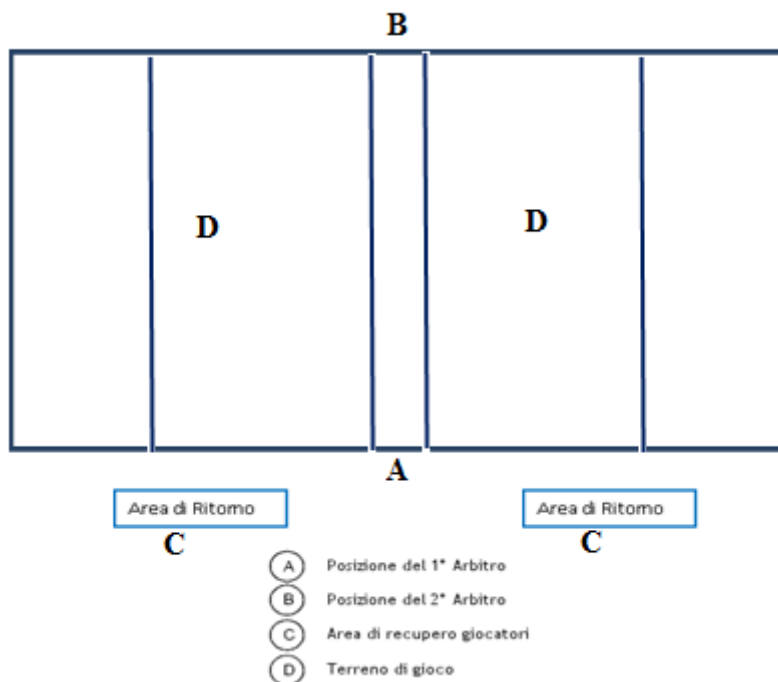 B
D D
A
Area di Ritorno Area di Ritorno
C C
A Posizione del 1° Arbitro
B Posizione del 2° Arbitro
C Area di recupero giocatori
D Terreno di gioco